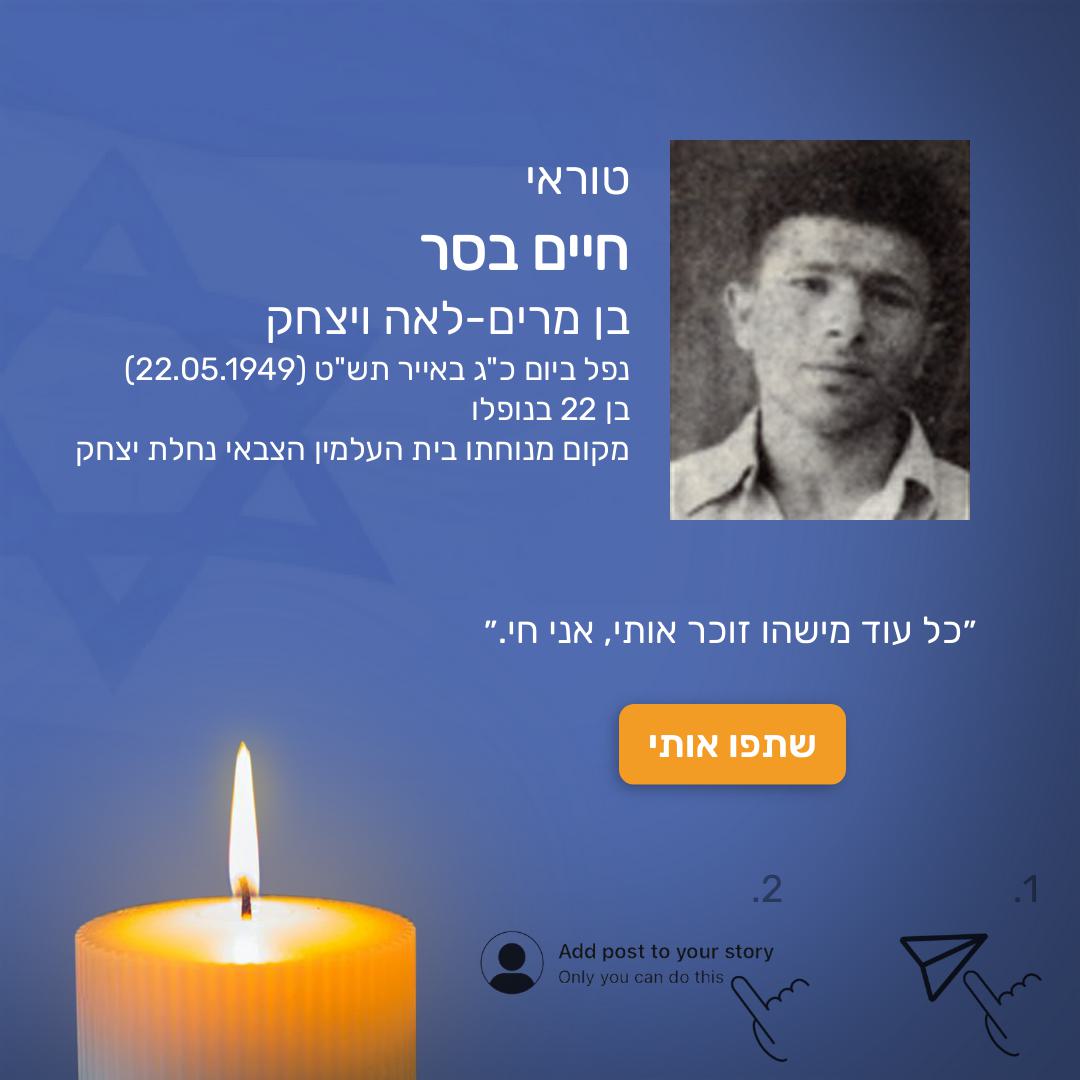 טוראי
חיים בסר
בן מרים-לאה ויצחק
נפל ביום כ"ג באייר תש"ט (22.05.1949)
בן 22 בנופלו
מקום מנוחתו בית העלמין הצבאי נחלת יצחק
״כל עוד מישהו זוכר אותי, אני חי.״
שתפו אותי
.1
.2
Add post to your story
Only you can do this